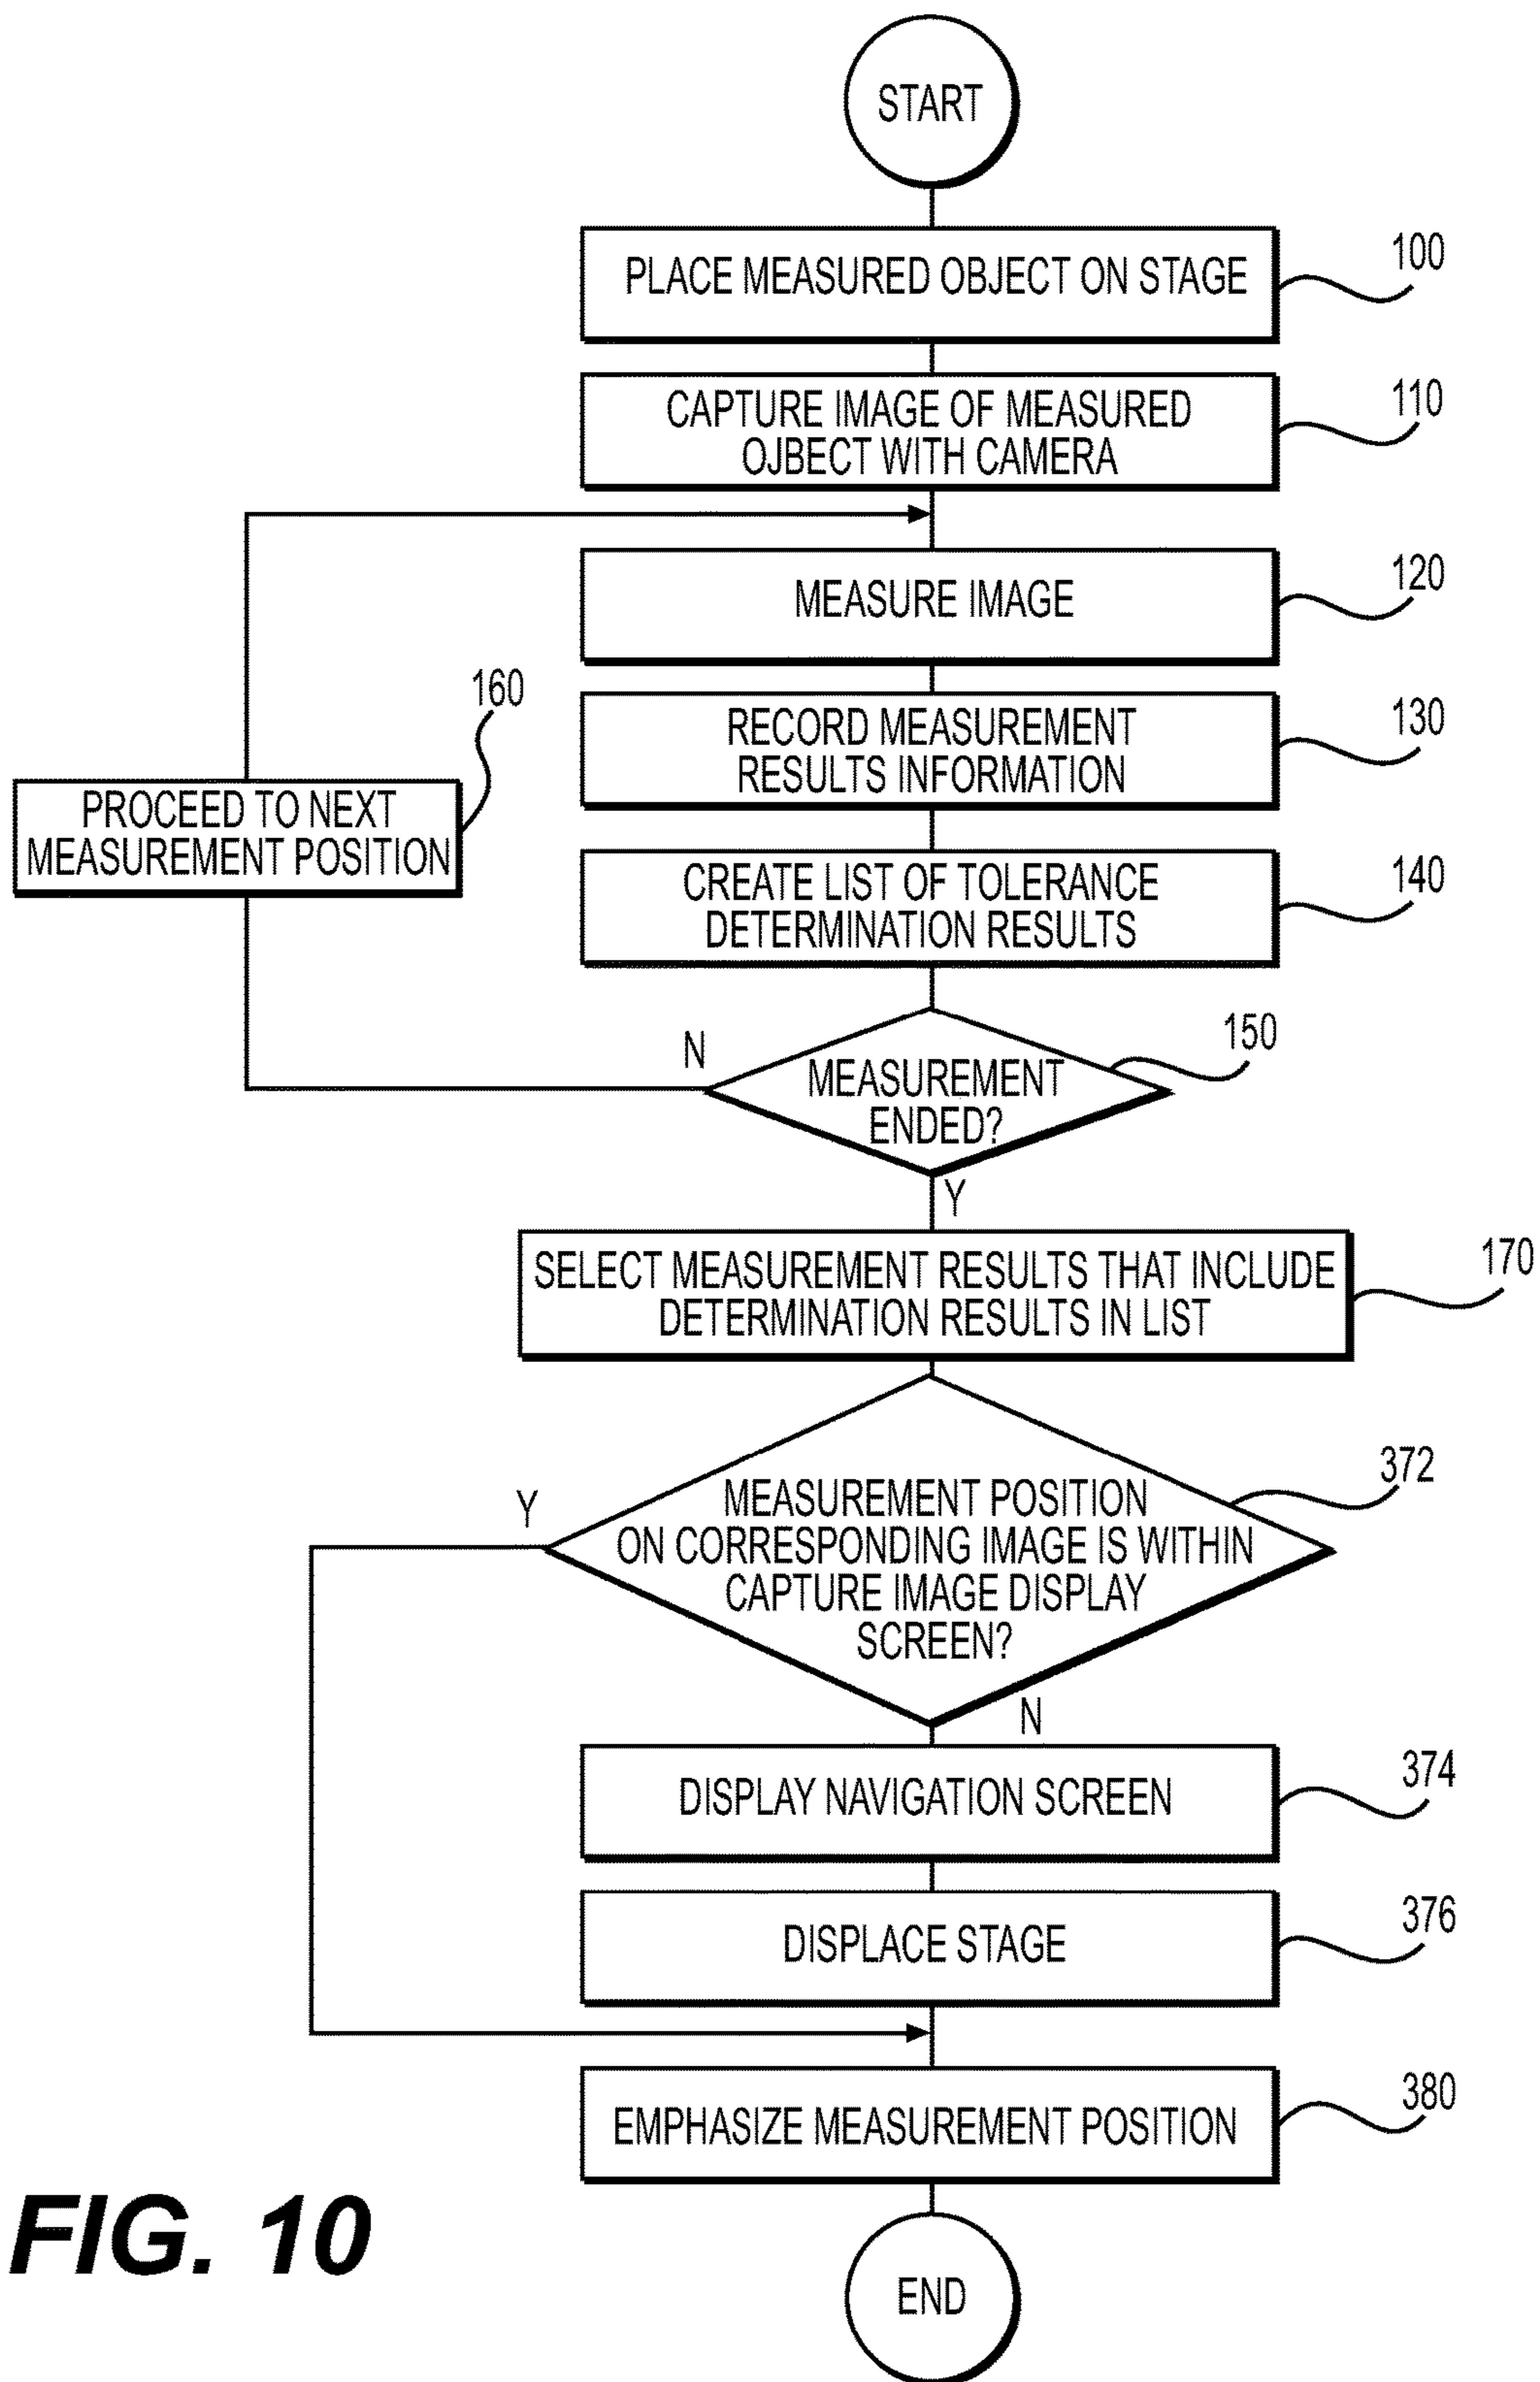 START
PLACE MEASURED OBJECT ON STAGE
100
CAPTURE IMAGE OF MEASURED
OJBECT WITH CAMERA
110
MEASURE IMAGE
120
160
RECORD MEASUREMENT
RESULTS INFORMATION
130
PROCEED TO NEXT
MEASUREMENT POSITION
CREATE LIST OF TOLERANCE
DETERMINATION RESULTS
140
N
MEASUREMENT
ENDED?
150
Y
SELECT MEASUREMENT RESULTS THAT INCLUDE
DETERMINATION RESULTS IN LIST
170
Y
MEASUREMENT POSITION
ON CORRESPONDING IMAGE IS WITHIN
CAPTURE IMAGE DISPLAY
SCREEN?
372
N
DISPLAY NAVIGATION SCREEN
374
DISPLACE STAGE
376
EMPHASIZE MEASUREMENT POSITION
380
FIG. 10
END